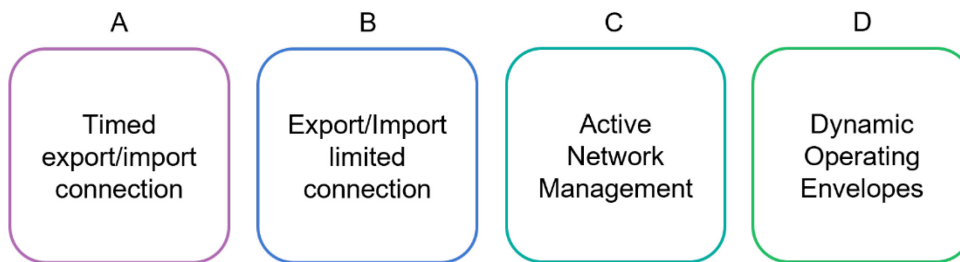 A
B
C
D
Timed
export/import
connection
Export/Import
limited
connection
Active
Network
Management
Dynamic
Operating
Envelopes